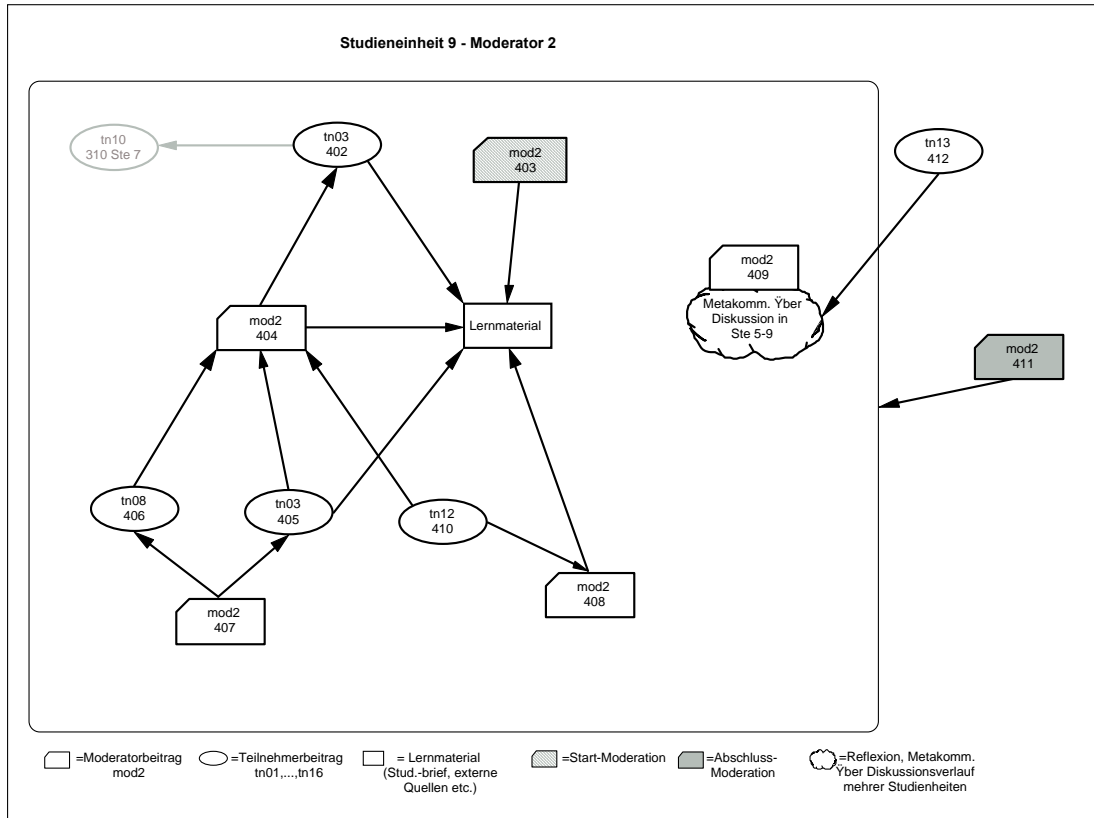 Studieneinheit 9 - Moderator 2
tn10
310 Ste 7
tn03
402
mod2
403
tn13
412
mod2
409
Metakomm. Ÿber
Diskussion in
Ste 5-9
mod2
404
Lernmaterial
mod2
411
tn08
406
tn03
405
tn12
410
mod2
407
mod2
408
=Moderatorbeitrag
mod2
=Teilnehmerbeitrag
tn01,...,tn16
= Lernmaterial
(Stud.-brief, externe
Quellen etc.)
=Start-Moderation
=Abschluss-
Moderation
=Reflexion, Metakomm.
Ÿber Diskussionsverlauf
mehrer Studienheiten